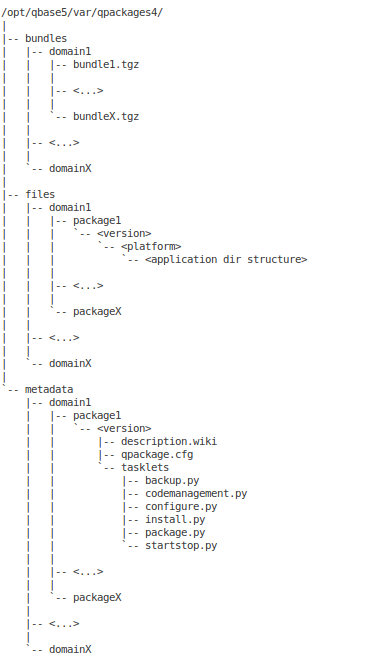 /opt/qbase5/var/qpackages4/
|
|-- bundles
|   |-- domain1
|   |   |-- bundle1.tgz
|   |   |
|   |   |-- <...>
|   |   |
|   |   `-- bundleX.tgz
|   |
|   |-- <...>
|   |
|   `-- domainX
|
|-- files
|   |-- domain1
|   |   |-- package1
|   |   |   `-- <version>
|   |   |       `-- <platform>
|   |   |           `-- <application dir structure>
|   |   |
|   |   |-- <...>
|   |   |
|   |   `-- packageX
|   |
|   |-- <...>
|   |
|   `-- domainX
|
`-- metadata
    |-- domain1
    |   |-- package1
    |   |   `-- <version>
    |   |       |-- description.wiki
    |   |       |-- qpackage.cfg
    |   |       `-- tasklets
    |   |           |-- backup.py
    |   |           |-- codemanagement.py
    |   |           |-- configure.py
    |   |           |-- install.py
    |   |           |-- package.py
    |   |           `-- startstop.py
    |   |
    |   |-- <...>
    |   |
    |   `-- packageX
    |
    |-- <...>
    |
    `-- domainX